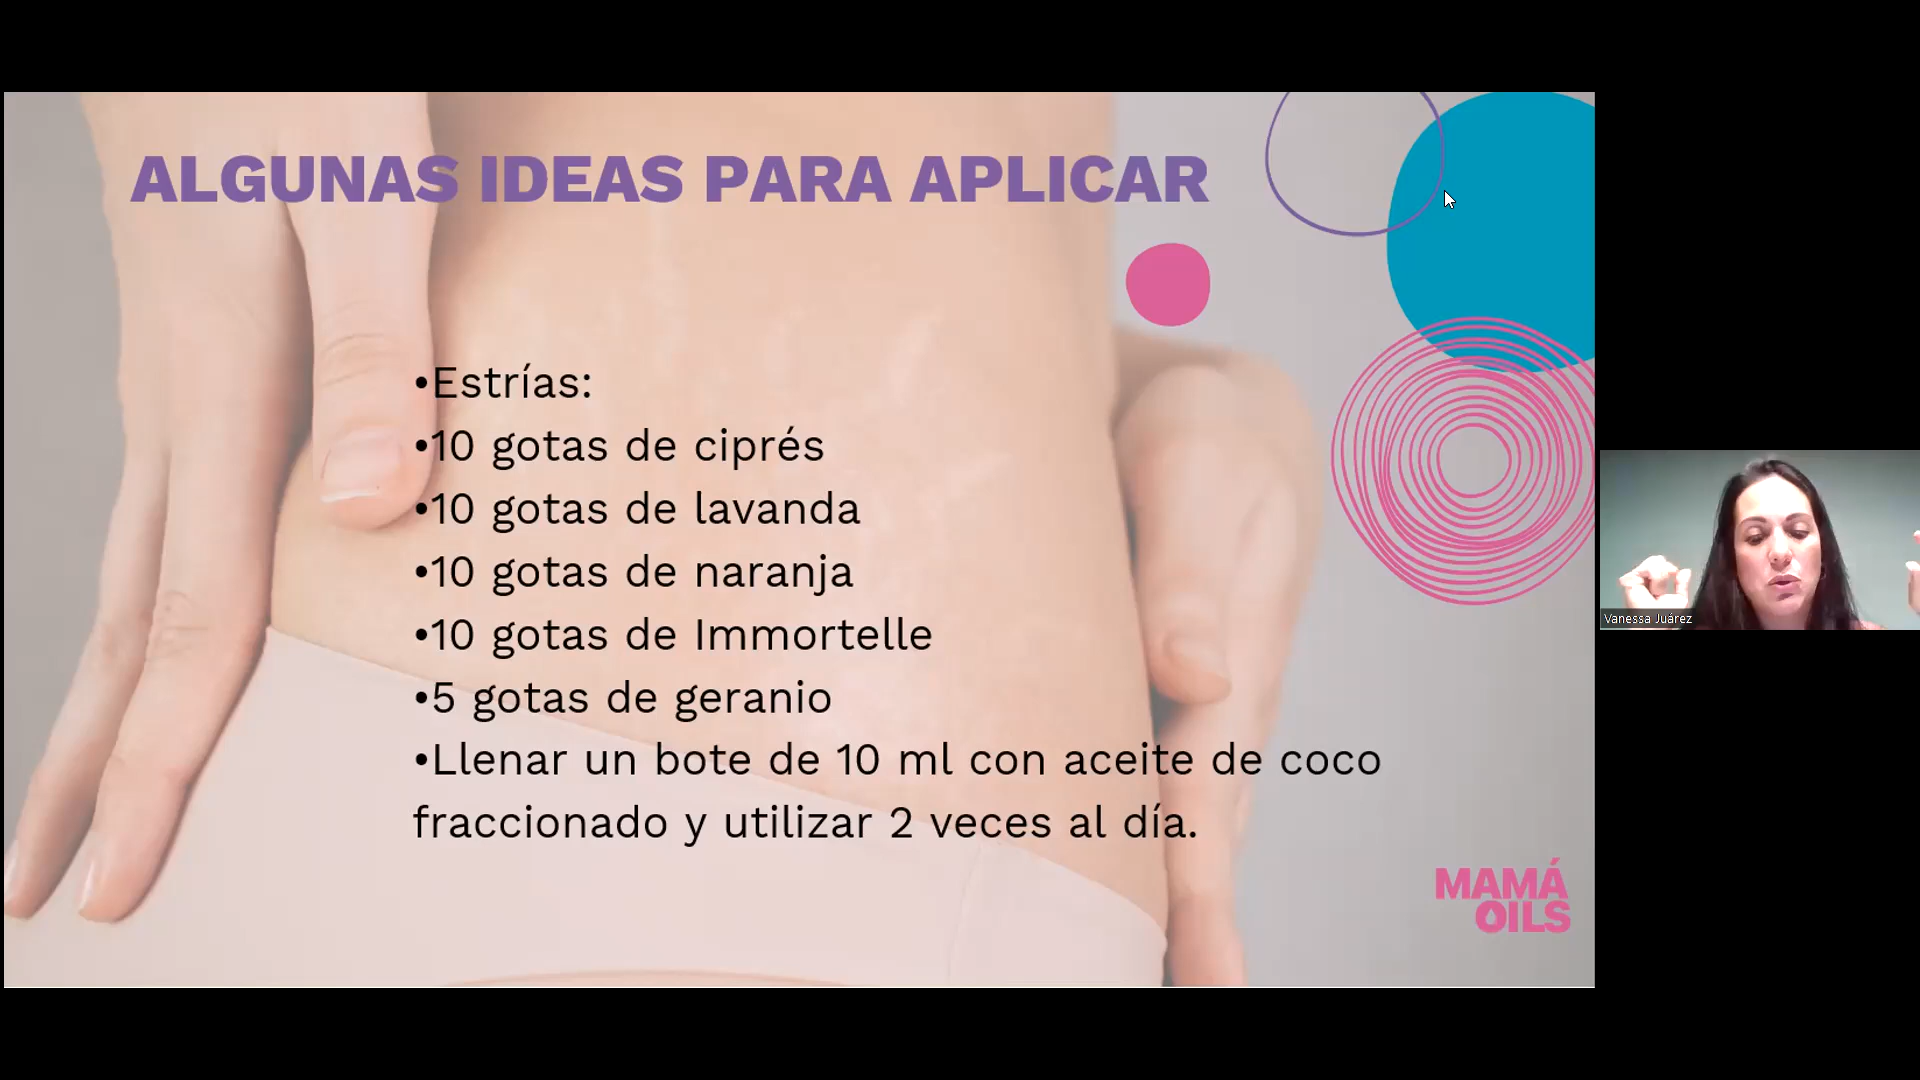 ALGUNAS IDEAS PARA APLICAR
•Estrías:
•10 gotas de ciprés
•10 gotas de lavanda
•10 gotas de naranja
•10 gotas de Immortelle
•5 gotas de geranio
•Llenar un bote de 10 ml con aceite de coco
fraccionado y utilizar 2 veces al día.
MAMÁ
OILS
Vanessa Juárez